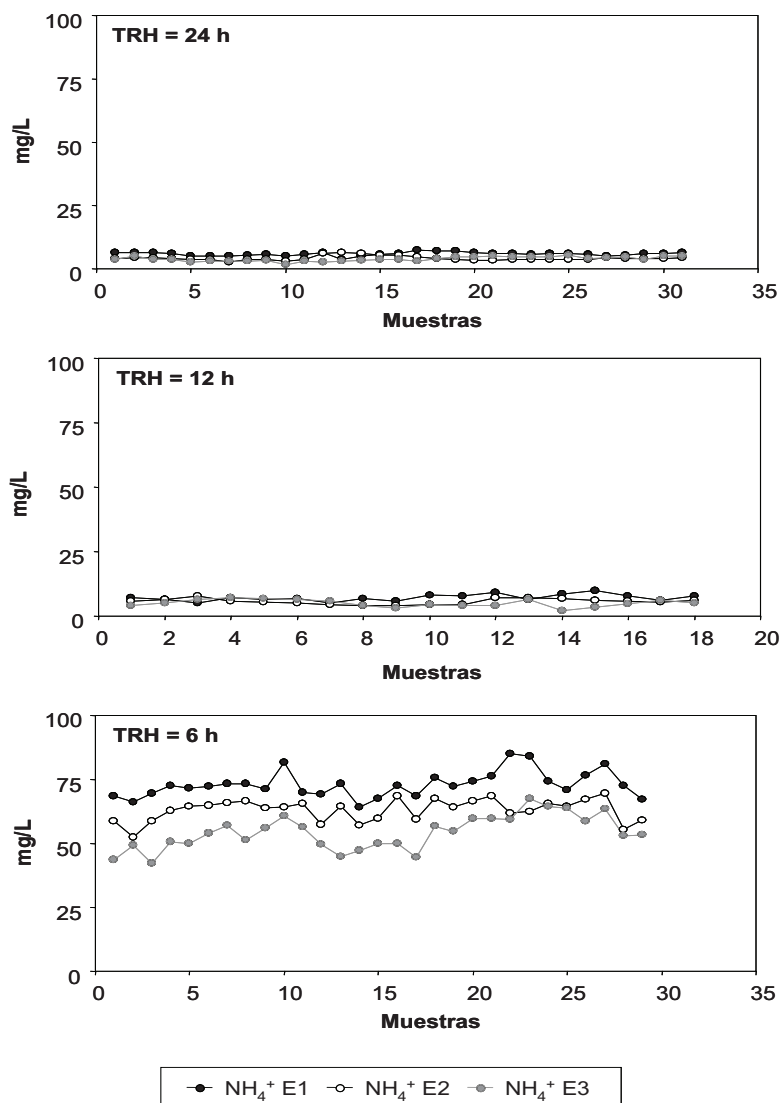 TRH = 24 h
100
75
50
25
0
mg/L
0 5 10 15 20 25 30 35
Muestras
TRH = 12 h
100
75
50
25
0
mg/L
0 2 4 6 8 10 12 14 16 18 20
Muestras
TRH = 6 h
100
75
50
25
0
mg/L
0 5 10 15 20 25 30 35
Muestras
NH₄⁺ E1 NH₄⁺ E2 NH₄⁺ E3